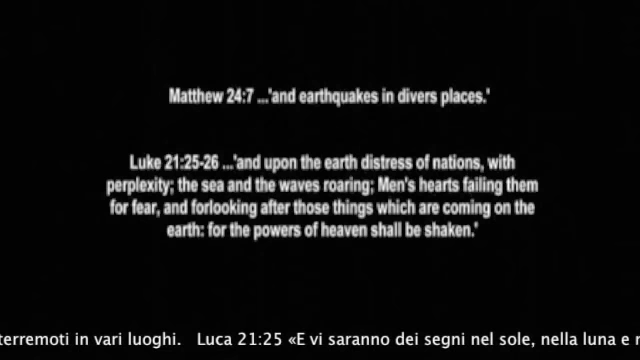 Matthew 24:7 ...'and earthquakes in divers places.'
Luke 21:25-26 ...'and upon the earth distress of nations, with
perplexity; the sea and the waves roaring; Men's hearts failing them
for fear, and forlooking after those things which are coming on the
earth: for the powers of heaven shall be shaken.'
terremoti in vari luoghi. Luca 21:25 «E vi saranno dei segni nel sole, nella luna e